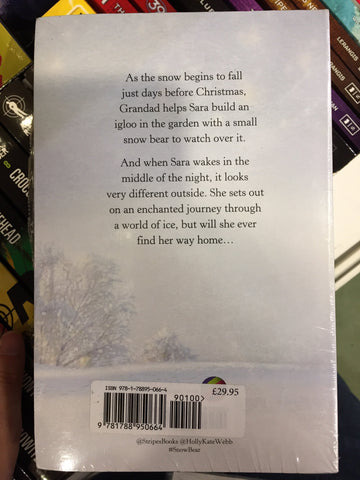 As the snow begins to fall
just days before Christmas,
Grandad helps Sara build an
igloo in the garden with a small
snow bear to watch over it.
And when Sara wakes in the
middle of the night, it looks
very different outside. She sets out
on an enchanted journey through
a world of ice, but will she ever
find her way home...
ISBN 978-1-78895-066-4
90100>
£29.95
9 781788 950664
@StripesBooks @HollyKateWebb
#SnowBear
LERANGIS